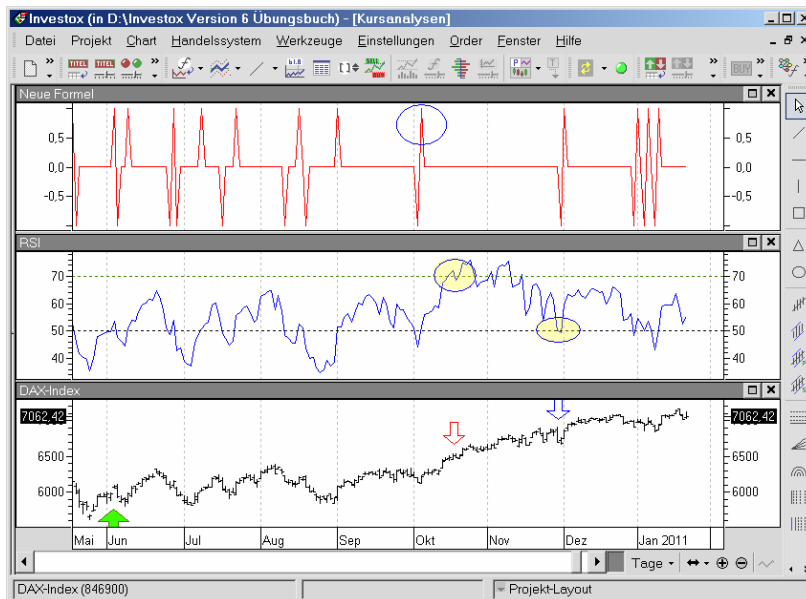 Investox (in D:\Investox Version 6 Übungsbuch) - [Kursanalysen]
Datei Projekt Chart Handelssystem Werkzeuge Einstellungen Order Fenster Hilfe
TITEL TITEL BUY
Neue Formel
0,5 0,5
0,0 0,0
-0,5 -0,5
RSI
70 70
60 60
50 50
40 40
DAX-Index
7062,42 7062,42
6500 6500
6000 6000
Mai Jun Jul Aug Sep Okt Nov Dez Jan 2011
Tage
DAX-Index (846900) Projekt-Layout